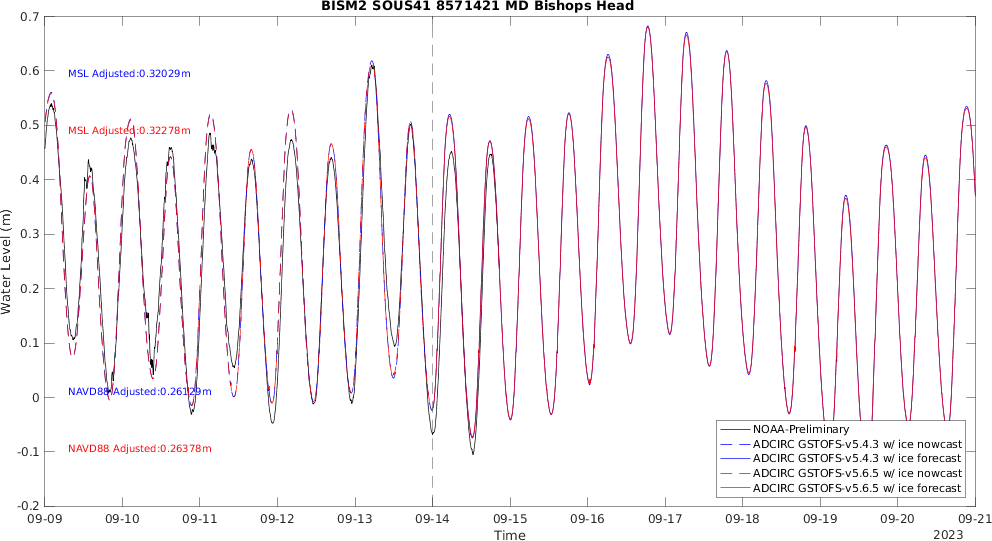 BISM2 SOUS41 8571421 MD Bishops Head
0.7
0.6
0.5
0.4
0.3
0.2
0.1
0
-0.1
-0.2
Water Level (m)
MSL Adjusted:0.32029m
MSL Adjusted:0.32278m
NAVD88 Adjusted:0.26129m
NAVD88 Adjusted:0.26378m
NOAA-Preliminary
ADCIRC GSTOFS-v5.4.3 w/ ice nowcast
ADCIRC GSTOFS-v5.4.3 w/ ice forecast
ADCIRC GSTOFS-v5.6.5 w/ ice nowcast
ADCIRC GSTOFS-v5.6.5 w/ ice forecast
09-09 09-10 09-11 09-12 09-13 09-14 09-15 09-16 09-17 09-18 09-19 09-20 09-21
Time
2023